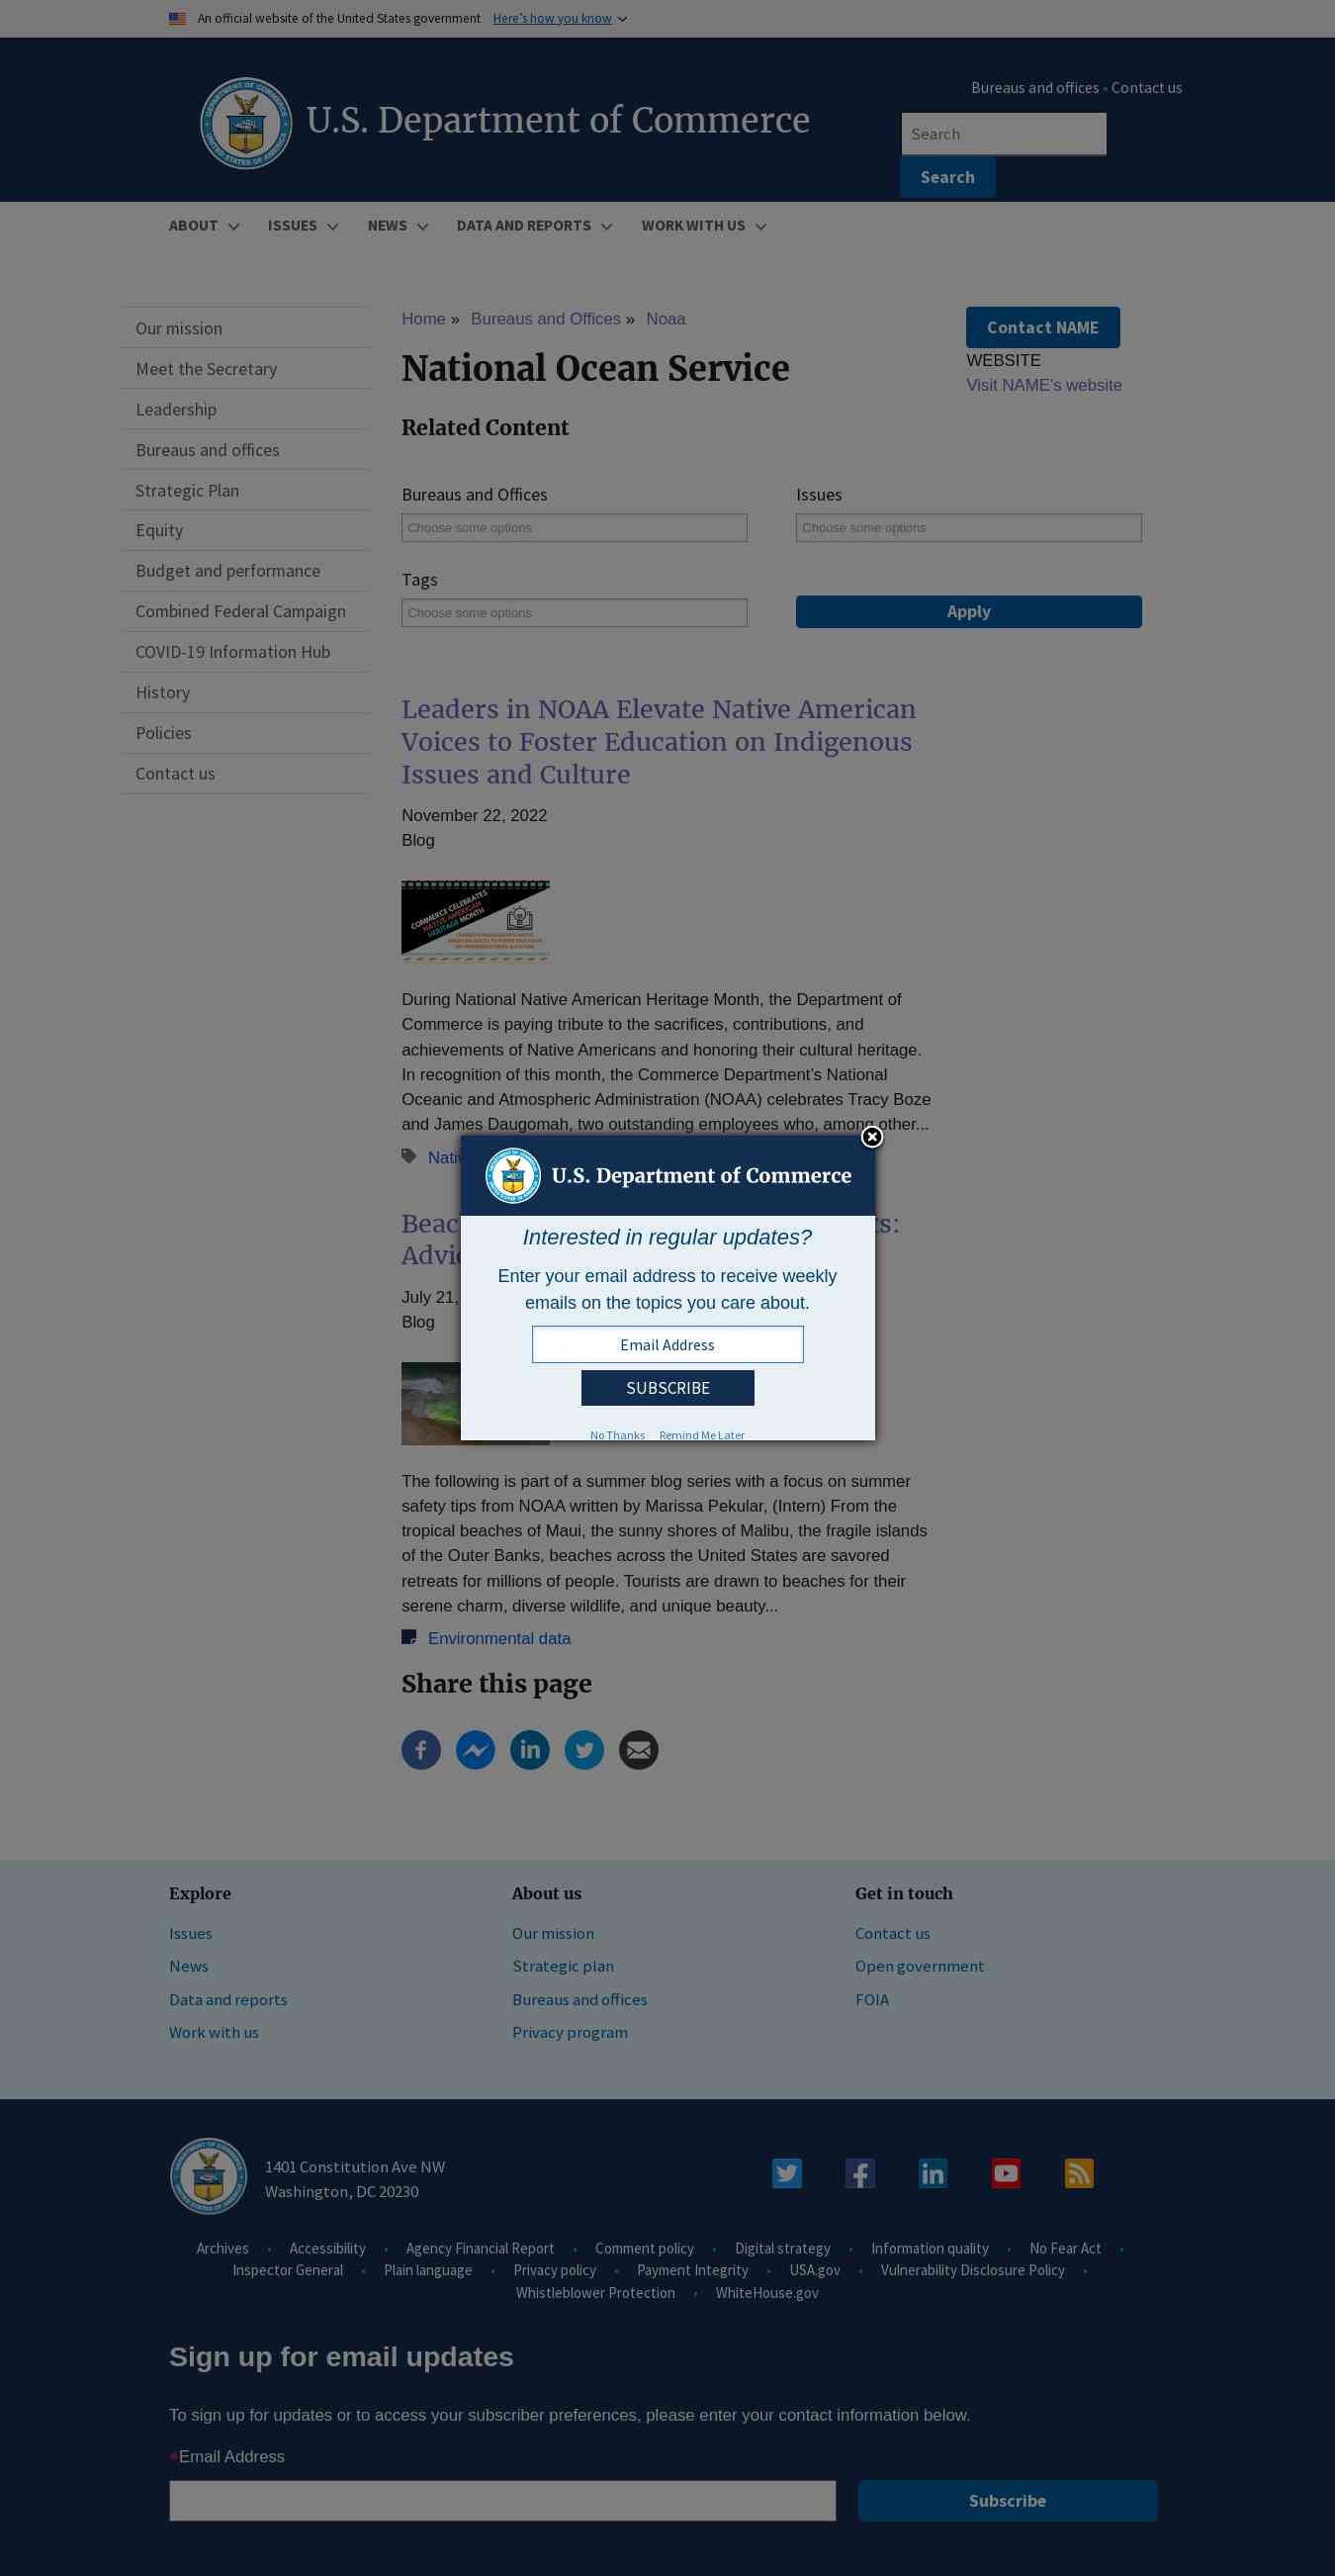 An official website of the United States government Here's how you know
Bureaus and offices • Contact us
U.S. Department of Commerce
Search
Search
ABOUT ISSUES NEWS DATA AND REPORTS WORK WITH US
Our mission
Meet the Secretary
Leadership
Bureaus and offices
Strategic Plan
Equity
Budget and performance
Combined Federal Campaign
COVID-19 Information Hub
History
Policies
Contact us
Home » Bureaus and Offices » Noaa
National Ocean Service
Contact NAME
WEBSITE
Visit NAME's website
Related Content
Bureaus and Offices
Choose some options
Issues
Choose some options
Tags
Choose some options
Apply
Leaders in NOAA Elevate Native American
Voices to Foster Education on Indigenous
Issues and Culture
November 22, 2022
Blog
COMMERCE CELEBRATES
NATIVE AMERICAN
HERITAGE MONTH
During National Native American Heritage Month, the Department of
Commerce is paying tribute to the sacrifices, contributions, and
achievements of Native Americans and honoring their cultural heritage.
In recognition of this month, the Commerce Department's National
Oceanic and Atmospheric Administration (NOAA) celebrates Tracy Boze
and James Daugomah, two outstanding employees who, among other...
U.S. Department of Commerce
Interested in regular updates?
Enter your email address to receive weekly
emails on the topics you care about.
Email Address
SUBSCRIBE
No Thanks Remind Me Later
July 21,
Blog
The following is part of a summer blog series with a focus on summer
safety tips from NOAA written by Marissa Pekular, (Intern) From the
tropical beaches of Maui, the sunny shores of Malibu, the fragile islands
of the Outer Banks, beaches across the United States are savored
retreats for millions of people. Tourists are drawn to beaches for their
serene charm, diverse wildlife, and unique beauty...
Environmental data
Share this page
Explore
Issues
News
Data and reports
Work with us
About us
Our mission
Strategic plan
Bureaus and offices
Privacy program
Get in touch
Contact us
Open government
FOIA
1401 Constitution Ave NW
Washington, DC 20230
Archives • Accessibility • Agency Financial Report • Comment policy • Digital strategy • Information quality • No Fear Act •
Inspector General • Plain language • Privacy policy • Payment Integrity • USA.gov • Vulnerability Disclosure Policy •
Whistleblower Protection • WhiteHouse.gov
Sign up for email updates
To sign up for updates or to access your subscriber preferences, please enter your contact information below.
*Email Address
Subscribe